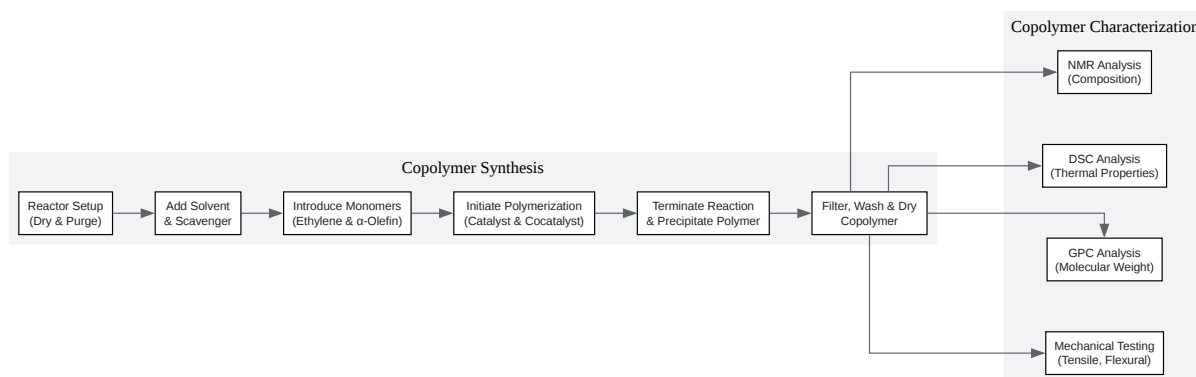 Copolymer Synthesis
Reactor Setup
(Dry & Purge)
Add Solvent
& Scavenger
Introduce Monomers
(Ethylene & α-Olefin)
Initiate Polymerization
(Catalyst & Cocatalyst)
Terminate Reaction
& Precipitate Polymer
Filter, Wash & Dry
Copolymer
Copolymer Characterization
NMR Analysis
(Composition)
DSC Analysis
(Thermal Properties)
GPC Analysis
(Molecular Weight)
Mechanical Testing
(Tensile, Flexural)